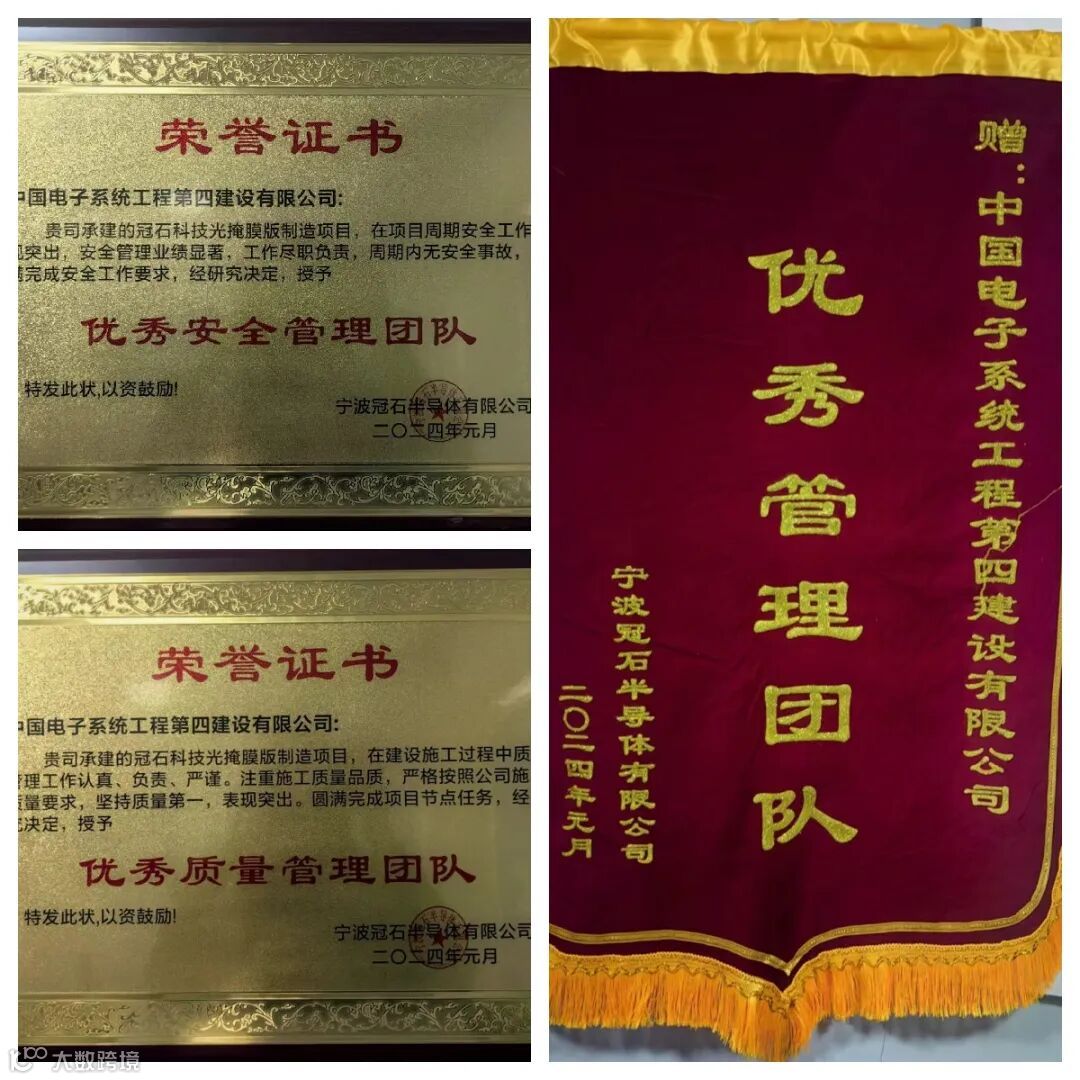 荣誉证书
中国电子系统工程第四建设有限公司:
贵司承建的冠石科技光掩膜版制造项目，在项目周期安全工作
现突出，安全管理业绩显著，工作尽职负责，周期内无安全事故，
满完成安全工作要求，经研究决定，授予
优秀安全管理团队
特发此状,以资鼓励!
宁波冠石半导体有限公司
二〇二四年元月
荣誉证书
中国电子系统工程第四建设有限公司:
贵司承建的冠石科技光掩膜版制造项目，在建设施工过程中质
管理工作认真、负责、严谨。注重施工质量品质，严格按照公司施
质量要求，坚持质量第一，表现突出。圆满完成项目节点任务，经
究决定，授予
优秀质量管理团队
特发此状,以资鼓励!
宁波冠石半导体有限公司
二〇二四年元月
赠：中国电子系统工程第四建设有限公司
优秀管理团队
宁波冠石半导体有限公司
二〇二四年元月
大数跨境